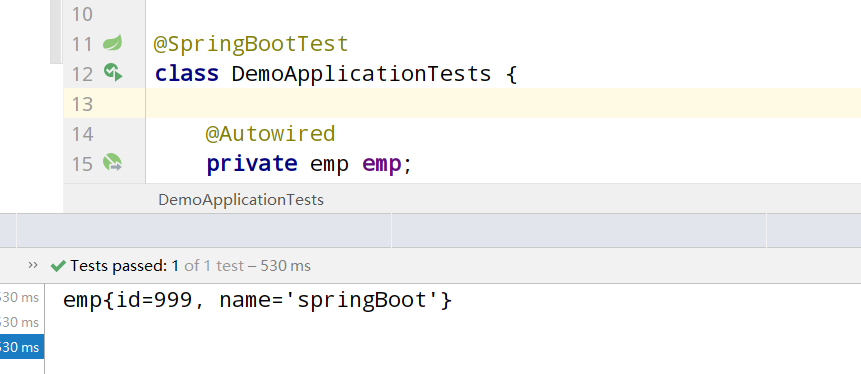 10
11 @SpringBootTest
12 class DemoApplicationTests {
13
14 @Autowired
15 private emp emp;
DemoApplicationTests
» Tests passed: 1 of 1 test – 530 ms
530 ms emp{id=999, name='springBoot'}
530 ms
530 ms